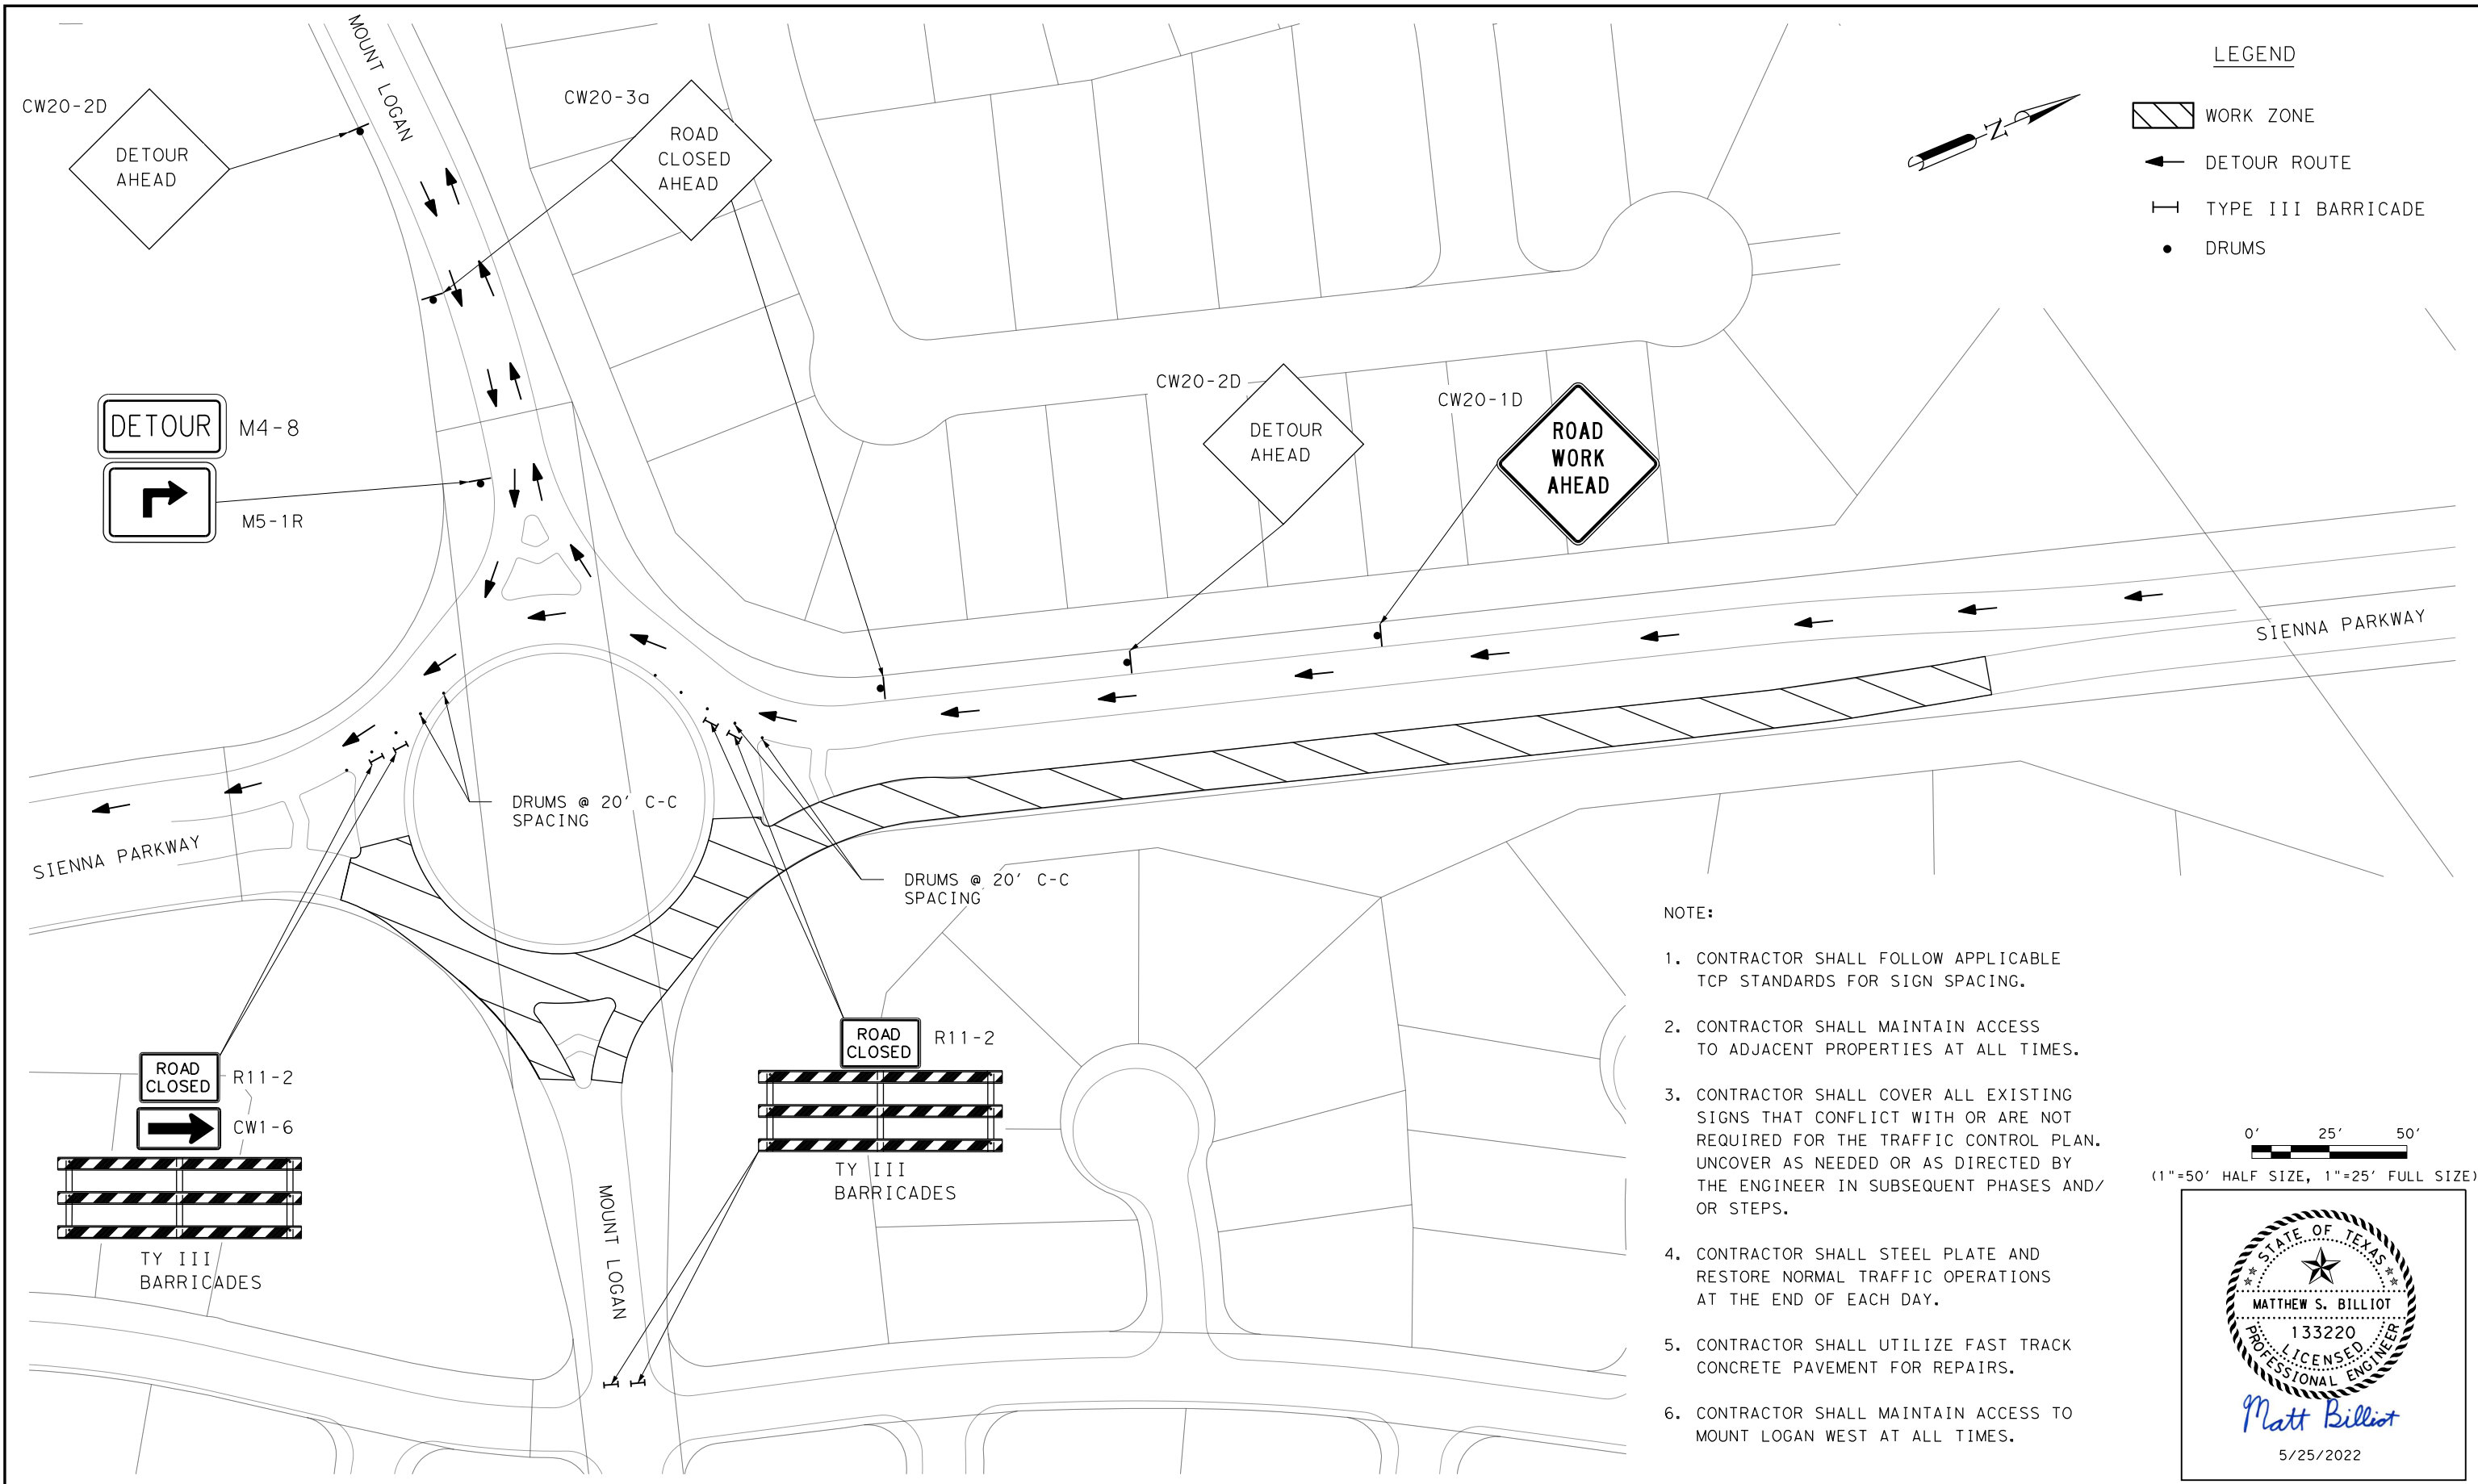 MOUNT LOGAN
CW20-2D
DETOUR
AHEAD
CW20-3a
ROAD
CLOSED
AHEAD
LEGEND
N
WORK ZONE
DETOUR ROUTE
TYPE III BARRICADE
DRUMS
DETOUR
M4-8
M5-1R
CW20-2D
DETOUR
AHEAD
CW20-1D
ROAD
WORK
AHEAD
SIENNA PARKWAY
DRUMS @ 20' C-C
SPACING
SIENNA PARKWAY
DRUMS @ 20' C-C
SPACING
ROAD
CLOSED
R11-2
CW1-6
TY III
BARRICADES
ROAD
CLOSED
R11-2
TY III
BARRICADES
MOUNT LOGAN
NOTE:
1. CONTRACTOR SHALL FOLLOW APPLICABLE
TCP STANDARDS FOR SIGN SPACING.
2. CONTRACTOR SHALL MAINTAIN ACCESS
TO ADJACENT PROPERTIES AT ALL TIMES.
3. CONTRACTOR SHALL COVER ALL EXISTING
SIGNS THAT CONFLICT WITH OR ARE NOT
REQUIRED FOR THE TRAFFIC CONTROL PLAN.
UNCOVER AS NEEDED OR AS DIRECTED BY
THE ENGINEER IN SUBSEQUENT PHASES AND/
OR STEPS.
4. CONTRACTOR SHALL STEEL PLATE AND
RESTORE NORMAL TRAFFIC OPERATIONS
AT THE END OF EACH DAY.
5. CONTRACTOR SHALL UTILIZE FAST TRACK
CONCRETE PAVEMENT FOR REPAIRS.
6. CONTRACTOR SHALL MAINTAIN ACCESS TO
MOUNT LOGAN WEST AT ALL TIMES.
0' 25' 50'
(1"=50' HALF SIZE, 1"=25' FULL SIZE)
STATE OF TEXAS
MATTHEW S. BILLIOT
133220
LICENSED
PROFESSIONAL ENGINEER
Matt Billiot
5/25/2022